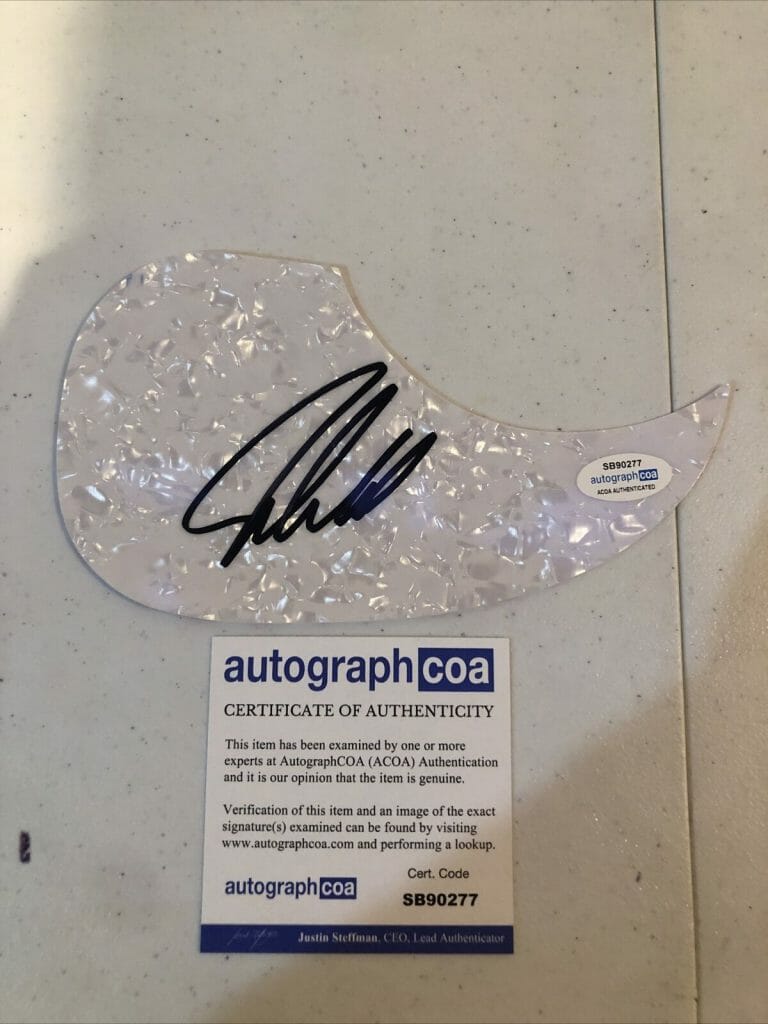 SB90277
autographcoa
ACOA AUTHENTICATED
autographcoa
CERTIFICATE OF AUTHENTICITY
This item has been examined by one or more
experts at AutographCOA (ACOA) Authentication
and it is our opinion that the item is genuine.
Verification of this item and an image of the exact
signature(s) examined can be found by visiting
www.autographcoa.com and performing a lookup.
autographcoa
Cert. Code
SB90277
Justin Steffman, CEO, Lead Authenticator